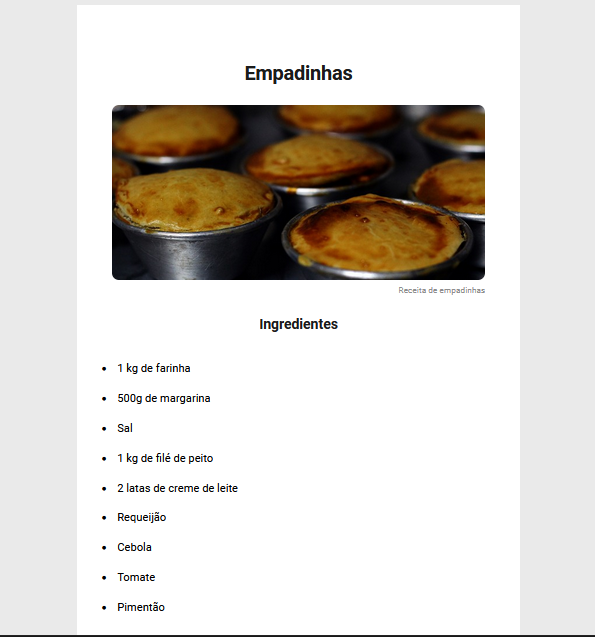 Empadinhas
Receita de empadinhas
Ingredientes
1 kg de farinha
500g de margarina
Sal
1 kg de filé de peito
2 latas de creme de leite
Requeijão
Cebola
Tomate
Pimentão